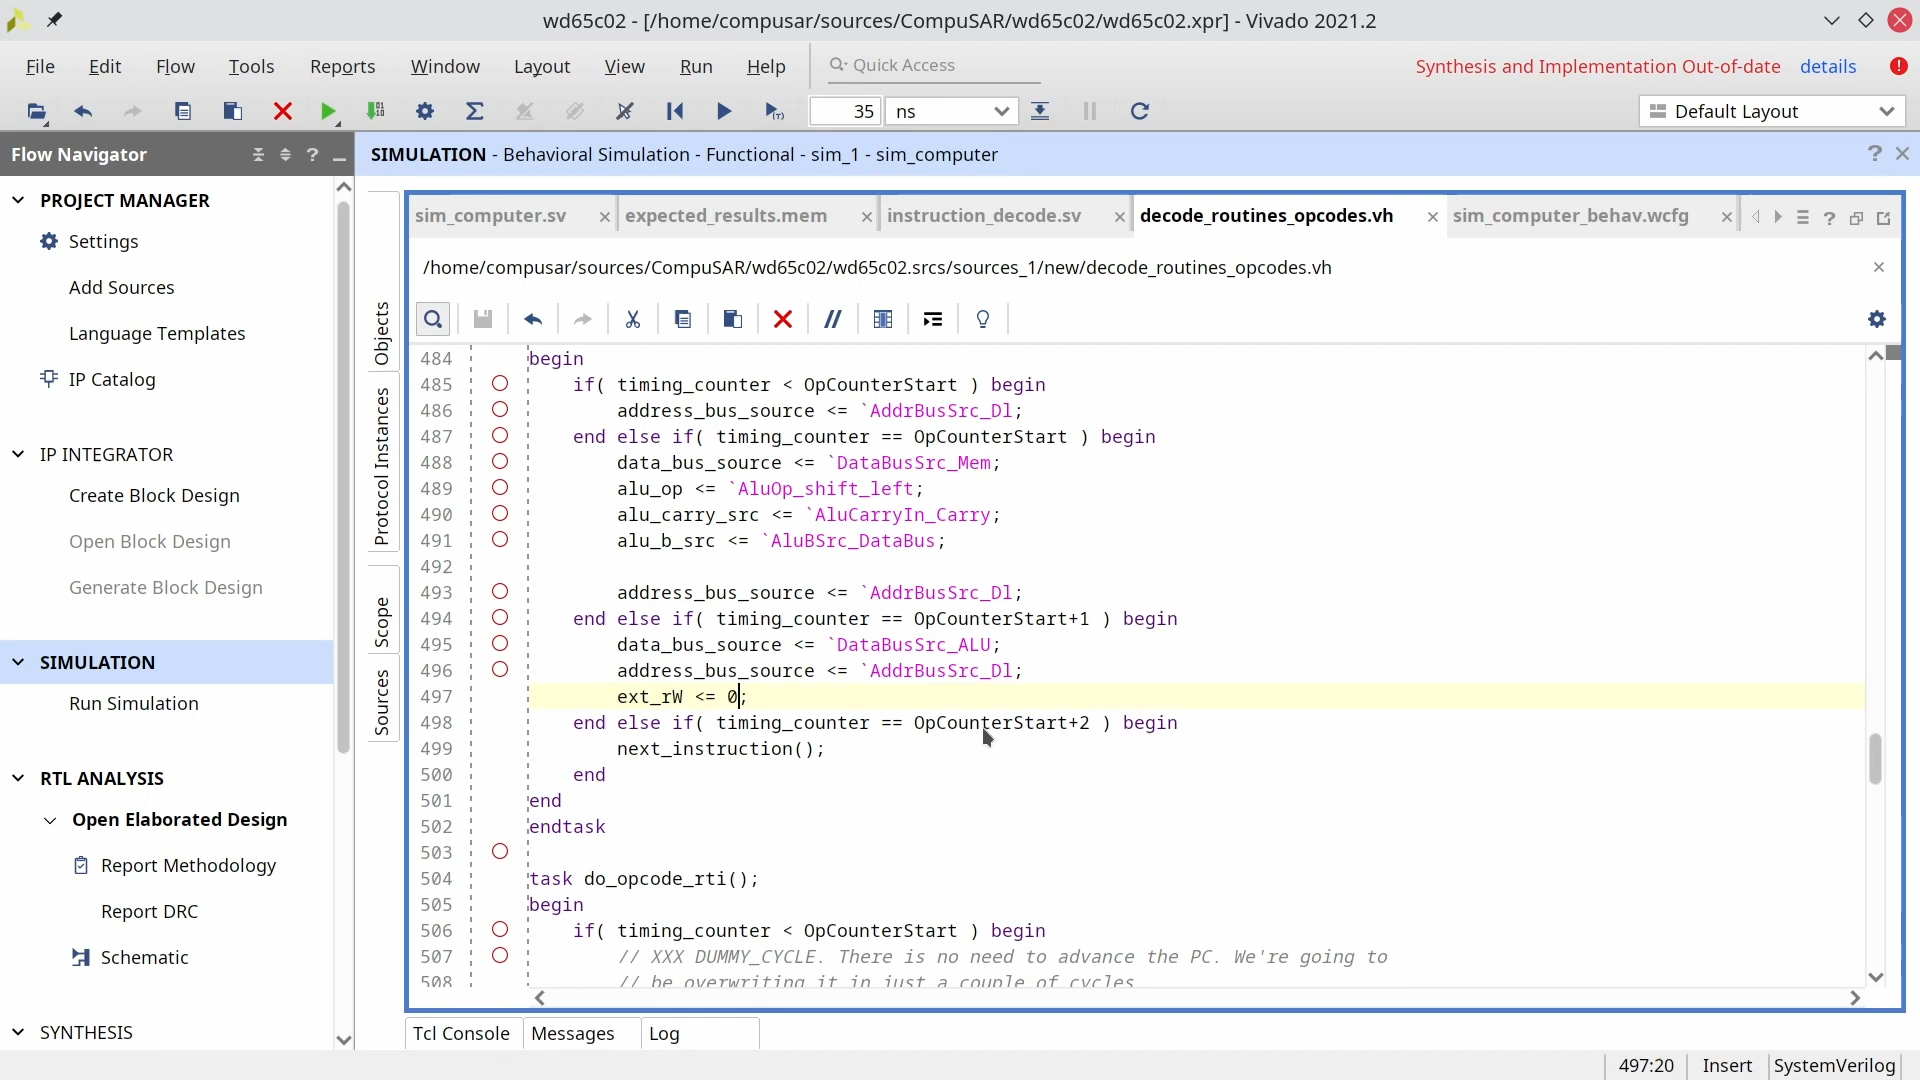 wd65c02 - [/home/compusar/sources/CompuSAR/wd65c02/wd65c02.xpr] - Vivado 2021.2
File Edit Flow Tools Reports Window Layout View Run Help Quick Access Synthesis and Implementation Out-of-date details
35 ns Default Layout
Flow Navigator
SIMULATION - Behavioral Simulation - Functional - sim_1 - sim_computer
PROJECT MANAGER
Settings
Add Sources
Language Templates
IP Catalog
IP INTEGRATOR
Create Block Design
Open Block Design
Generate Block Design
SIMULATION
Run Simulation
RTL ANALYSIS
Open Elaborated Design
Report Methodology
Report DRC
Schematic
SYNTHESIS
Objects
Protocol Instances
Scope
Sources
sim_computer.sv expected_results.mem instruction_decode.sv decode_routines_opcodes.vh sim_computer_behav.wcfg
/home/compusar/sources/CompuSAR/wd65c02/wd65c02.srcs/sources_1/new/decode_routines_opcodes.vh
484 begin
485 if( timing_counter < OpCounterStart ) begin
486 address_bus_source <= `AddrBusSrc_Dl;
487 end else if( timing_counter == OpCounterStart ) begin
488 data_bus_source <= `DataBusSrc_Mem;
489 alu_op <= `AluOp_shift_left;
490 alu_carry_src <= `AluCarryIn_Carry;
491 alu_b_src <= `AluBSrc_DataBus;
492
493 address_bus_source <= `AddrBusSrc_Dl;
494 end else if( timing_counter == OpCounterStart+1 ) begin
495 data_bus_source <= `DataBusSrc_ALU;
496 address_bus_source <= `AddrBusSrc_Dl;
497 ext_rW <= 0;
498 end else if( timing_counter == OpCounterStart+2 ) begin
499 next_instruction();
500 end
501 end
502 endtask
503
504 task do_opcode_rti();
505 begin
506 if( timing_counter < OpCounterStart ) begin
507 // XXX DUMMY_CYCLE. There is no need to advance the PC. We're going to
508 // be overwriting it in just a couple of cycles
Tcl Console Messages Log
497:20 Insert SystemVerilog